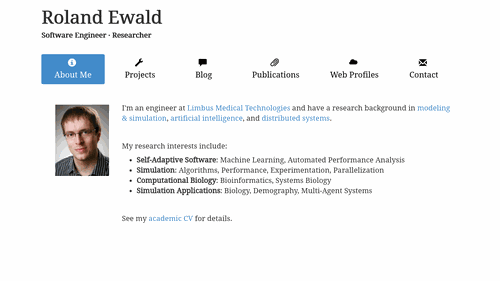 Roland Ewald
Software Engineer · Researcher
About Me
Projects
Blog
Publications
Web Profiles
Contact
I'm an engineer at Limbus Medical Technologies and have a research background in modeling
& simulation, artificial intelligence, and distributed systems.
My research interests include:
• Self-Adaptive Software: Machine Learning, Automated Performance Analysis
• Simulation: Algorithms, Performance, Experimentation, Parallelization
• Computational Biology: Bioinformatics, Systems Biology
• Simulation Applications: Biology, Demography, Multi-Agent Systems
See my academic CV for details.